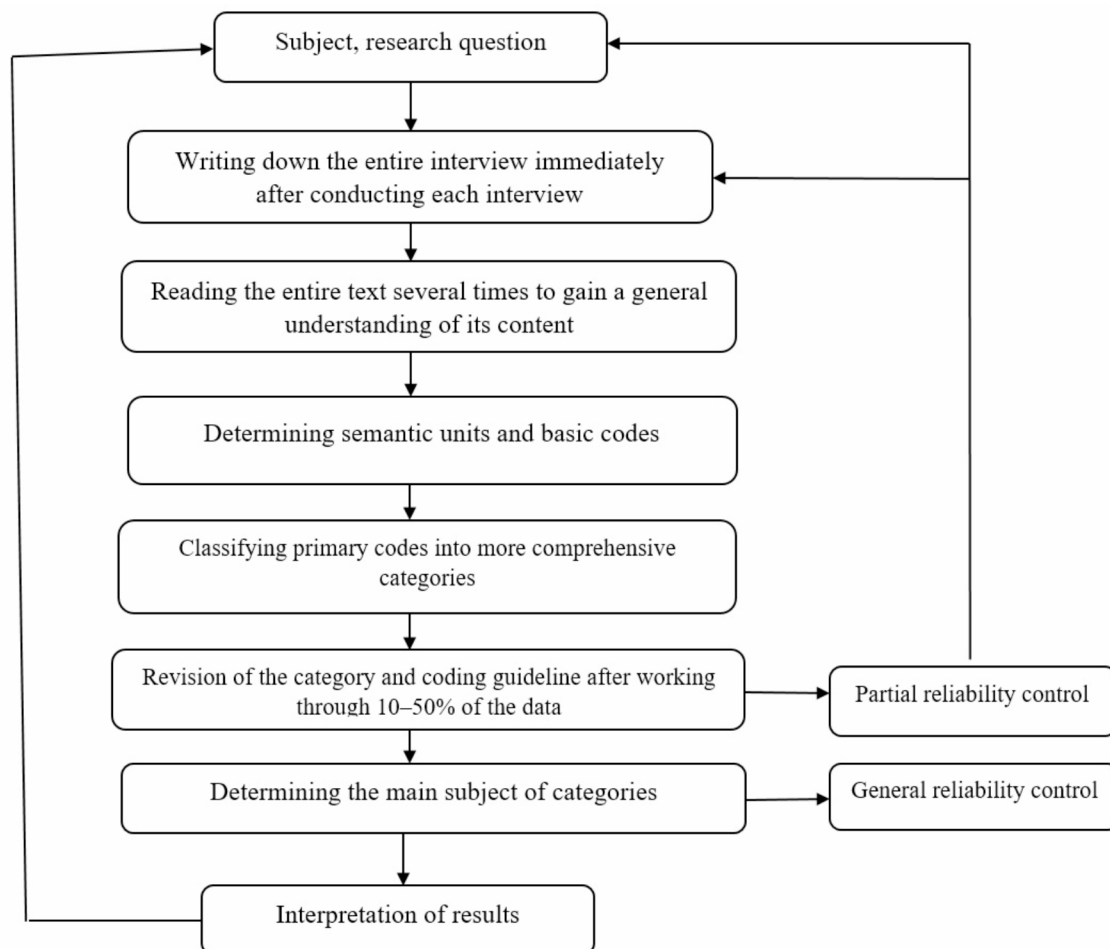 Subject, research question
Writing down the entire interview immediately
after conducting each interview
Reading the entire text several times to gain a general
understanding of its content
Determining semantic units and basic codes
Classifying primary codes into more comprehensive
categories
Revision of the category and coding guideline after working
through 10–50% of the data
Partial reliability control
Determining the main subject of categories
General reliability control
Interpretation of results